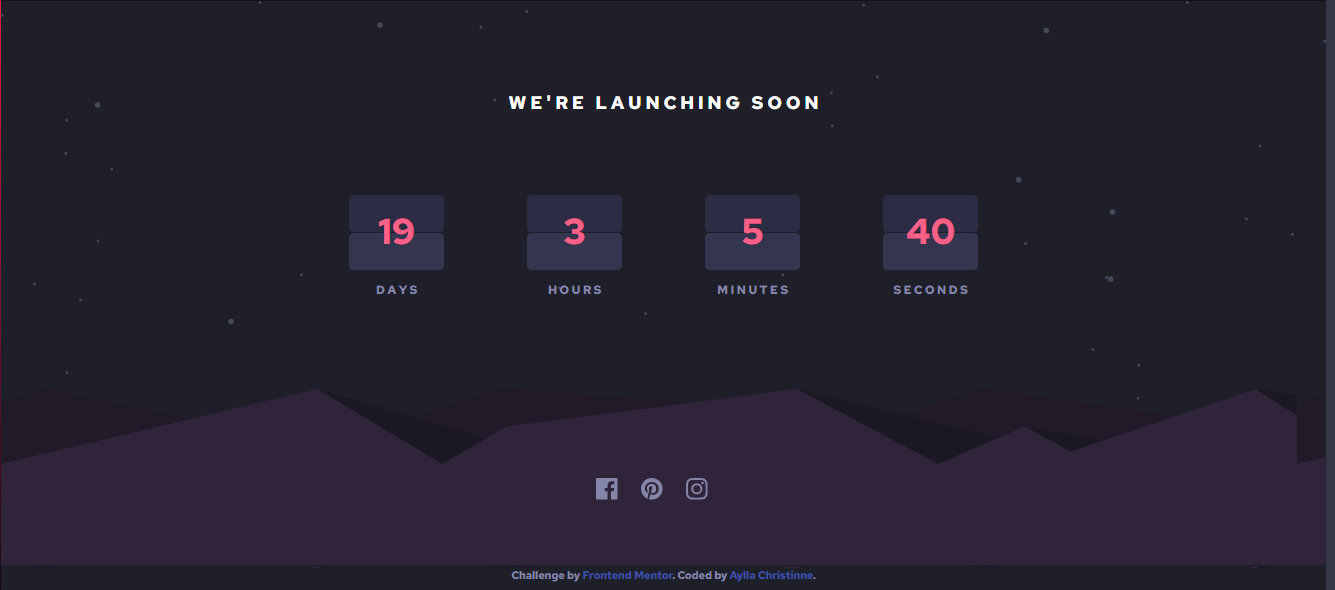 WE'RE LAUNCHING SOON
19 3 5 40
DAYS HOURS MINUTES SECONDS
Challenge by Frontend Mentor. Coded by Aylla Christinne.